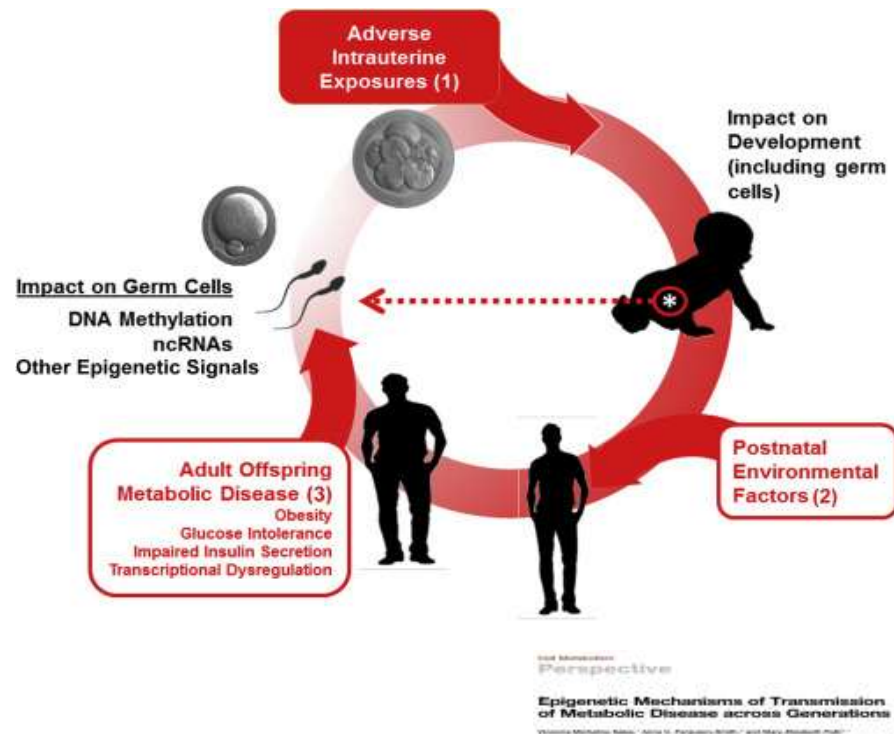 Adverse
Intrauterine
Exposures (1)
Impact on
Development
(including germ
cells)
*
Impact on Germ Cells
DNA Methylation
ncRNAs
Other Epigenetic Signals
Adult Offspring
Metabolic Disease (3)
Obesity
Glucose Intolerance
Impaired Insulin Secretion
Transcriptional Dysregulation
Postnatal
Environmental
Factors (2)
Cell Metabolism
Perspective
Epigenetic Mechanisms of Transmission
of Metabolic Disease across Generations